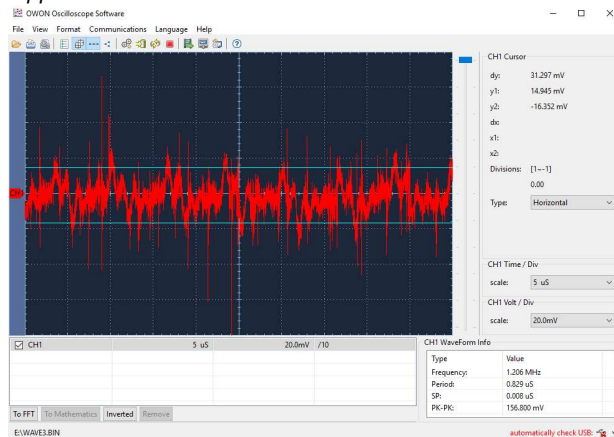 OWON Oscilloscope Software
File View Format Communications Language Help
CH1 Cursor
dy: 31.297 mV
y1: 14.945 mV
y2: -16.352 mV
dx:
x1:
x2:
Divisions: [1~-1]
0.00
Type: Horizontal
CH1 Time / Div
scale: 5 uS
CH1 Volt / Div
scale: 20.0mV
CH1 5 uS 20.0mV /10
CH1 WaveForm Info
Type Value
Frequency: 1.206 MHz
Period: 0.829 uS
SP: 0.008 uS
PK-PK: 156.800 mV
To FFT To Mathematics Inverted Remove
E:\WAVE3.BIN automatically check USB: